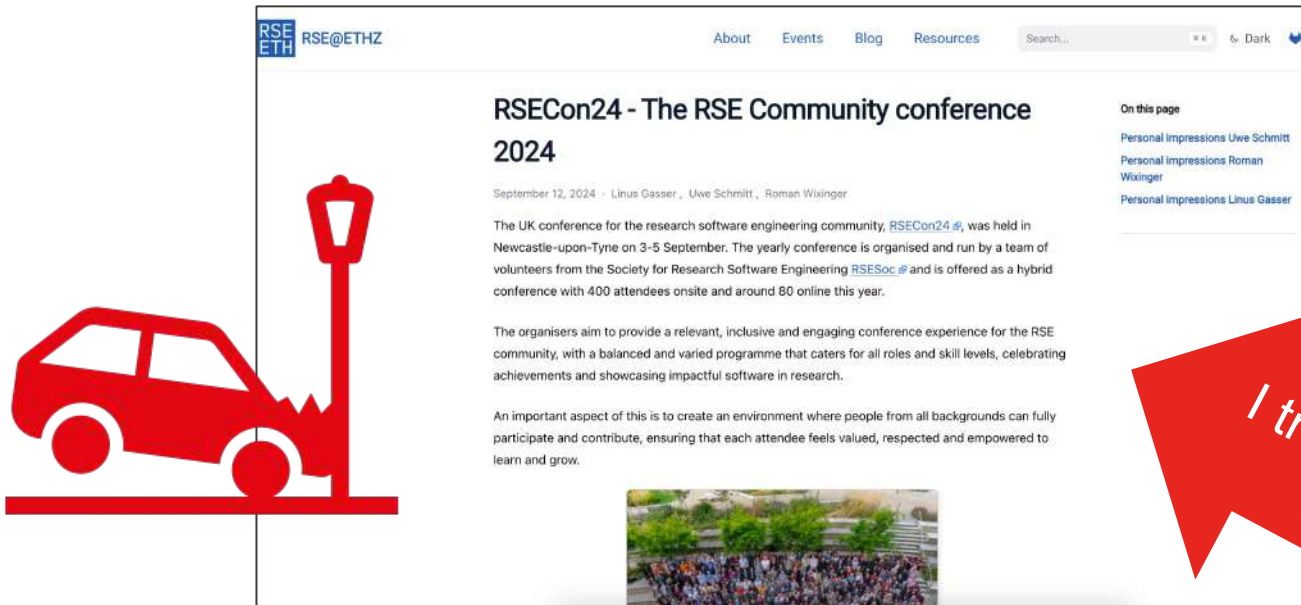 RSE
ETH
RSE@ETHZ
About Events Blog Resources Search... ⌘ K Dark
RSECon24 - The RSE Community conference
2024
September 12, 2024 · Linus Gasser , Uwe Schmitt , Roman Wixinger
The UK conference for the research software engineering community, RSECon24, was held in
Newcastle-upon-Tyne on 3-5 September. The yearly conference is organised and run by a team of
volunteers from the Society for Research Software Engineering RSESoc and is offered as a hybrid
conference with 400 attendees onsite and around 80 online this year.
The organisers aim to provide a relevant, inclusive and engaging conference experience for the RSE
community, with a balanced and varied programme that caters for all roles and skill levels, celebrating
achievements and showcasing impactful software in research.
An important aspect of this is to create an environment where people from all backgrounds can fully
participate and contribute, ensuring that each attendee feels valued, respected and empowered to
learn and grow.
On this page
Personal impressions Uwe Schmitt
Personal impressions Roman
Wixinger
Personal impressions Linus Gasser
I